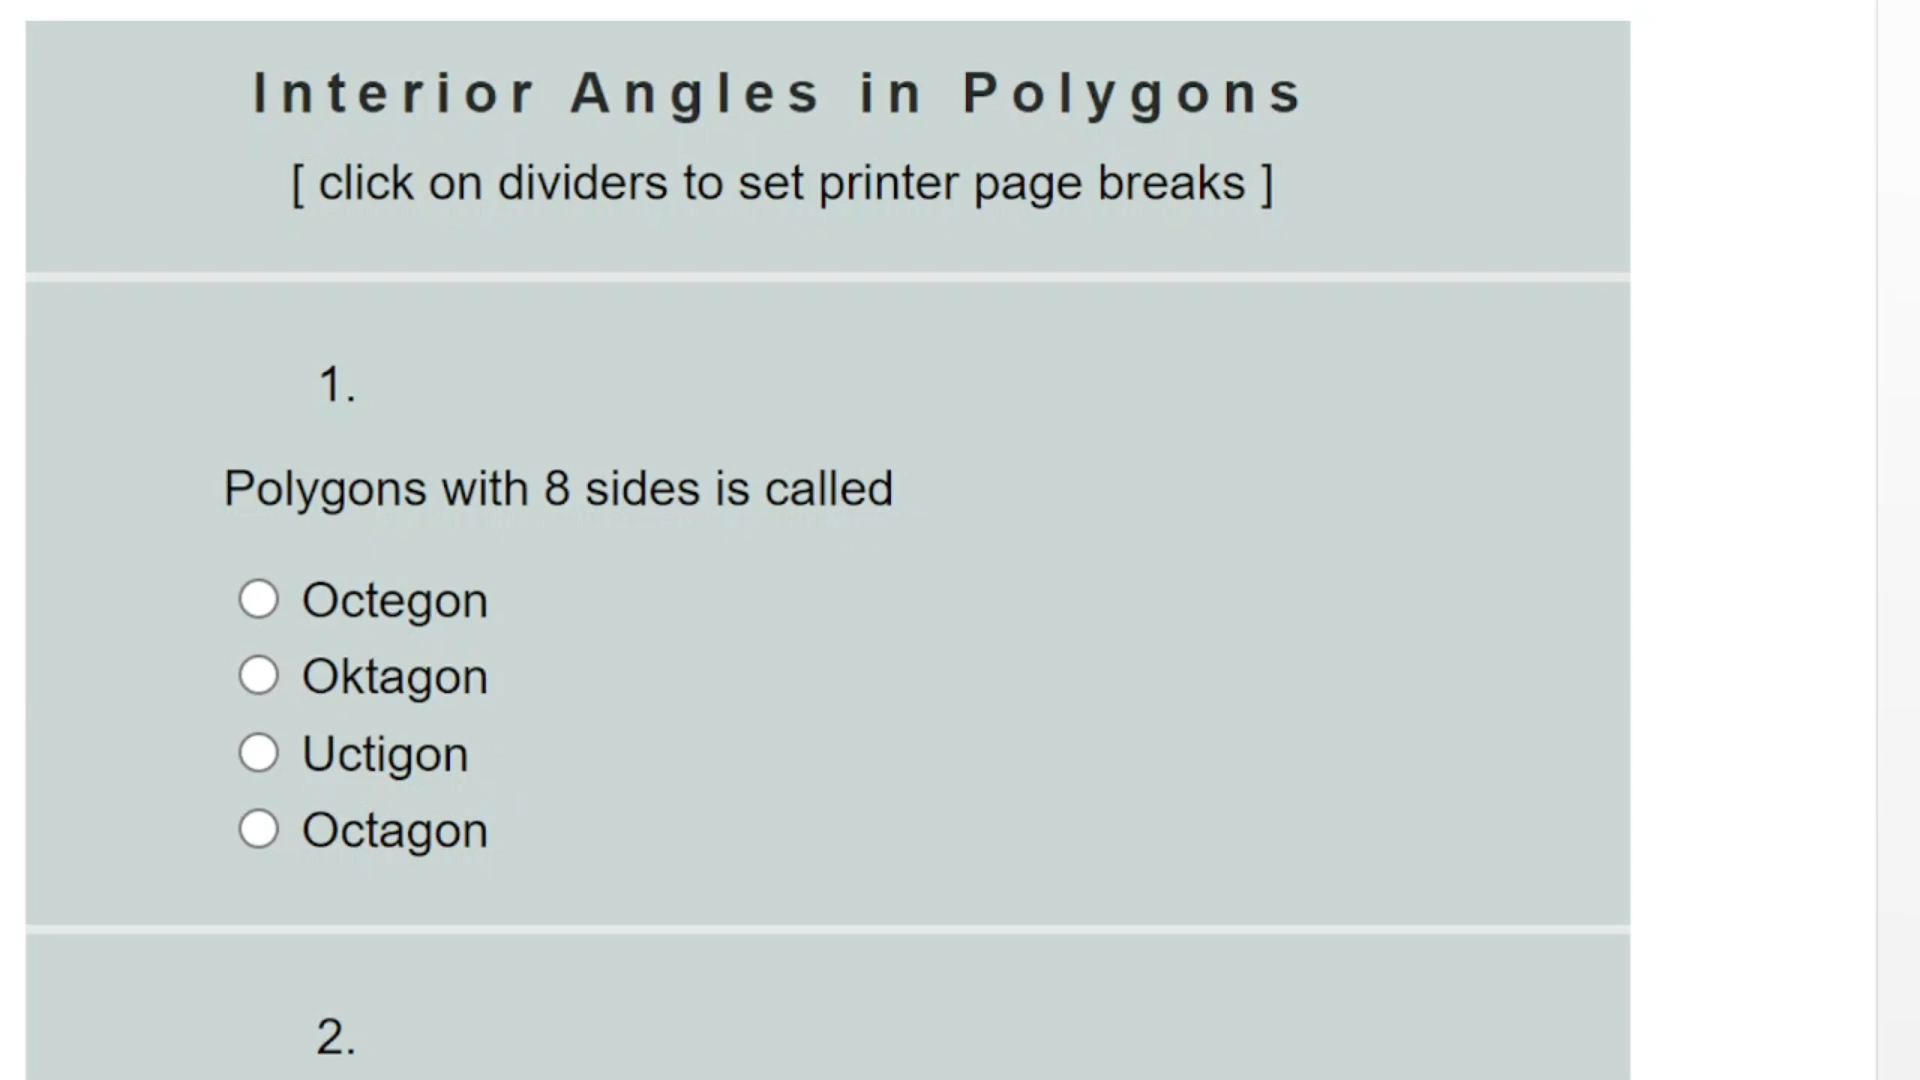 Interior Angles in Polygons
[ click on dividers to set printer page breaks ]
1.
Polygons with 8 sides is called
Octegon
Oktagon
Uctigon
Octagon
2.